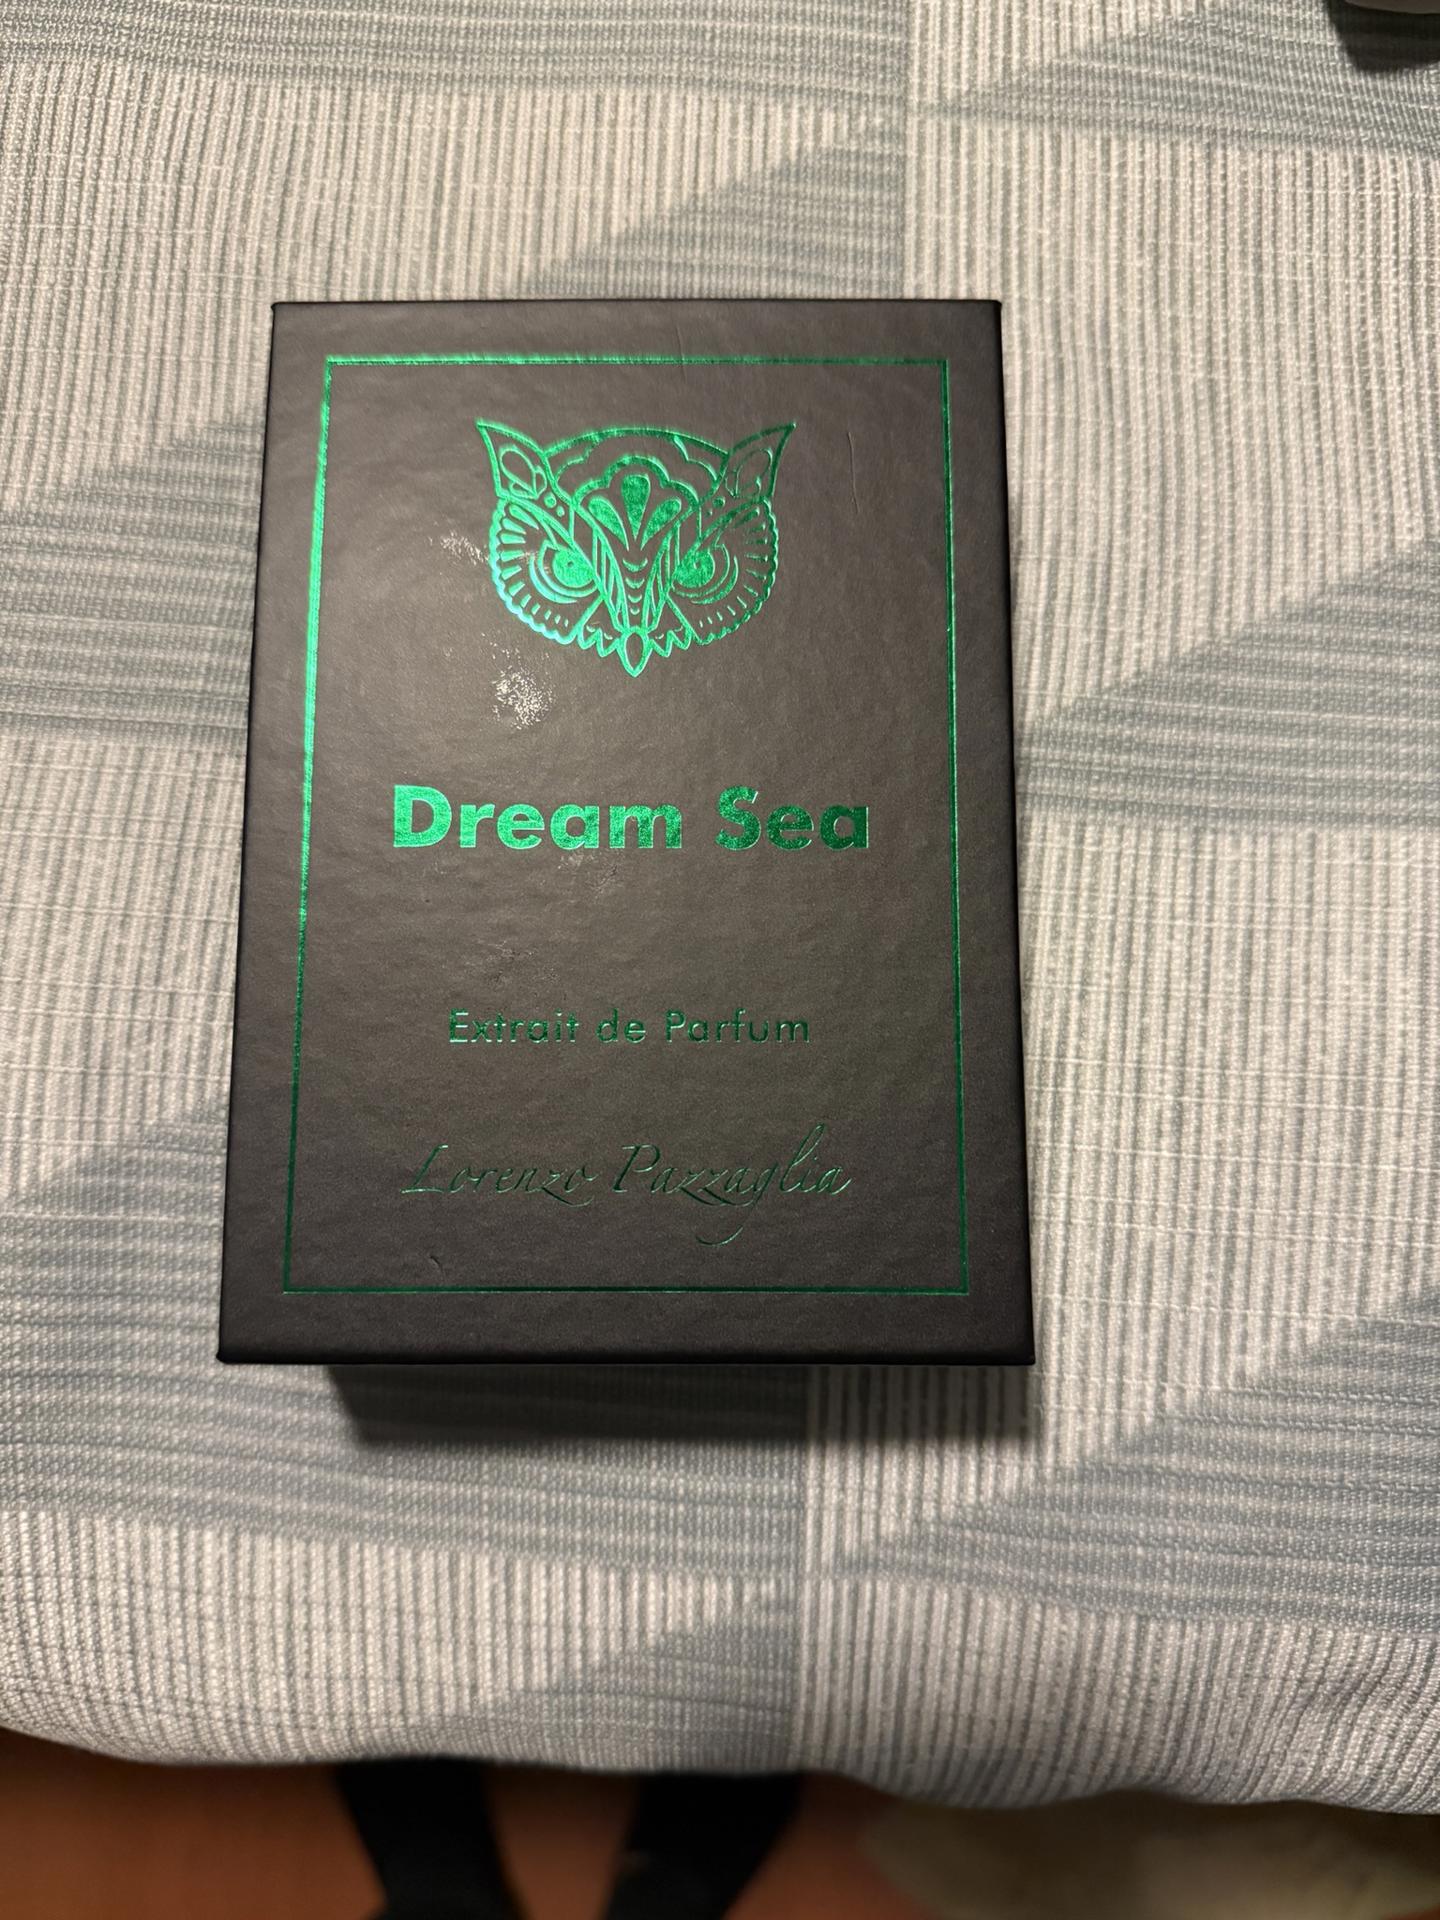 Dream Sea
Extrait de Parfum
Lorenzo Pazzaglia